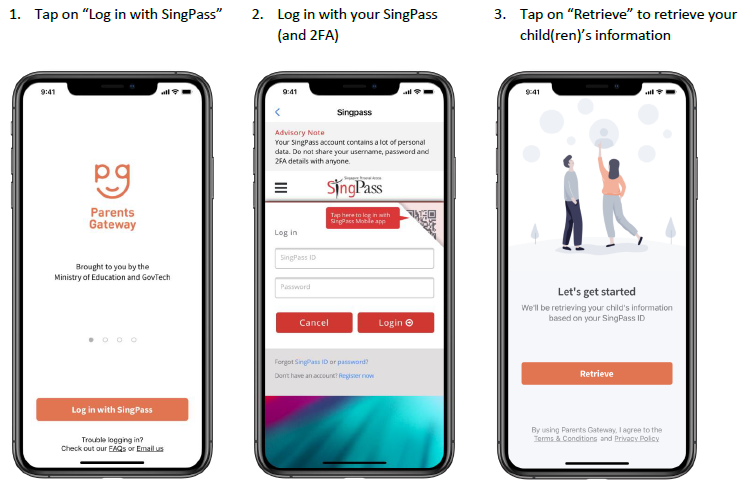 1. Tap on “Log in with SingPass”
2. Log in with your SingPass
(and 2FA)
3. Tap on “Retrieve” to retrieve your
child(ren)’s information
9:41
pg
Parents
Gateway
Brought to you by the
Ministry of Education and GovTech
Log in with SingPass
Trouble logging in?
Check out our FAQs or Email us
9:41
Singpass
Advisory Note
Your SingPass account contains a lot of personal
data. Do not share your username, password and
2FA details with anyone.
Singapore Personal Access
SingPass
Tap here to log in with
SingPass Mobile app
Log in
SingPass ID
Password
Cancel
Login
Forgot SingPass ID or password?
Don't have an account? Register now
9:41
Let's get started
We'll be retrieving your child's information
based on your SingPass ID
Retrieve
By using Parents Gateway, I agree to the
Terms & Conditions and Privacy Policy